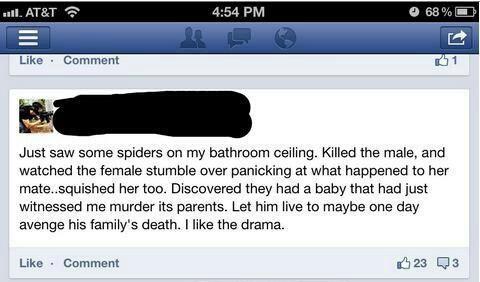 AT&T 4:54 PM 68%
Like · Comment 1
Just saw some spiders on my bathroom ceiling. Killed the male, and
watched the female stumble over panicking at what happened to her
mate..squished her too. Discovered they had a baby that had just
witnessed me murder its parents. Let him live to maybe one day
avenge his family's death. I like the drama.
Like · Comment 23 3